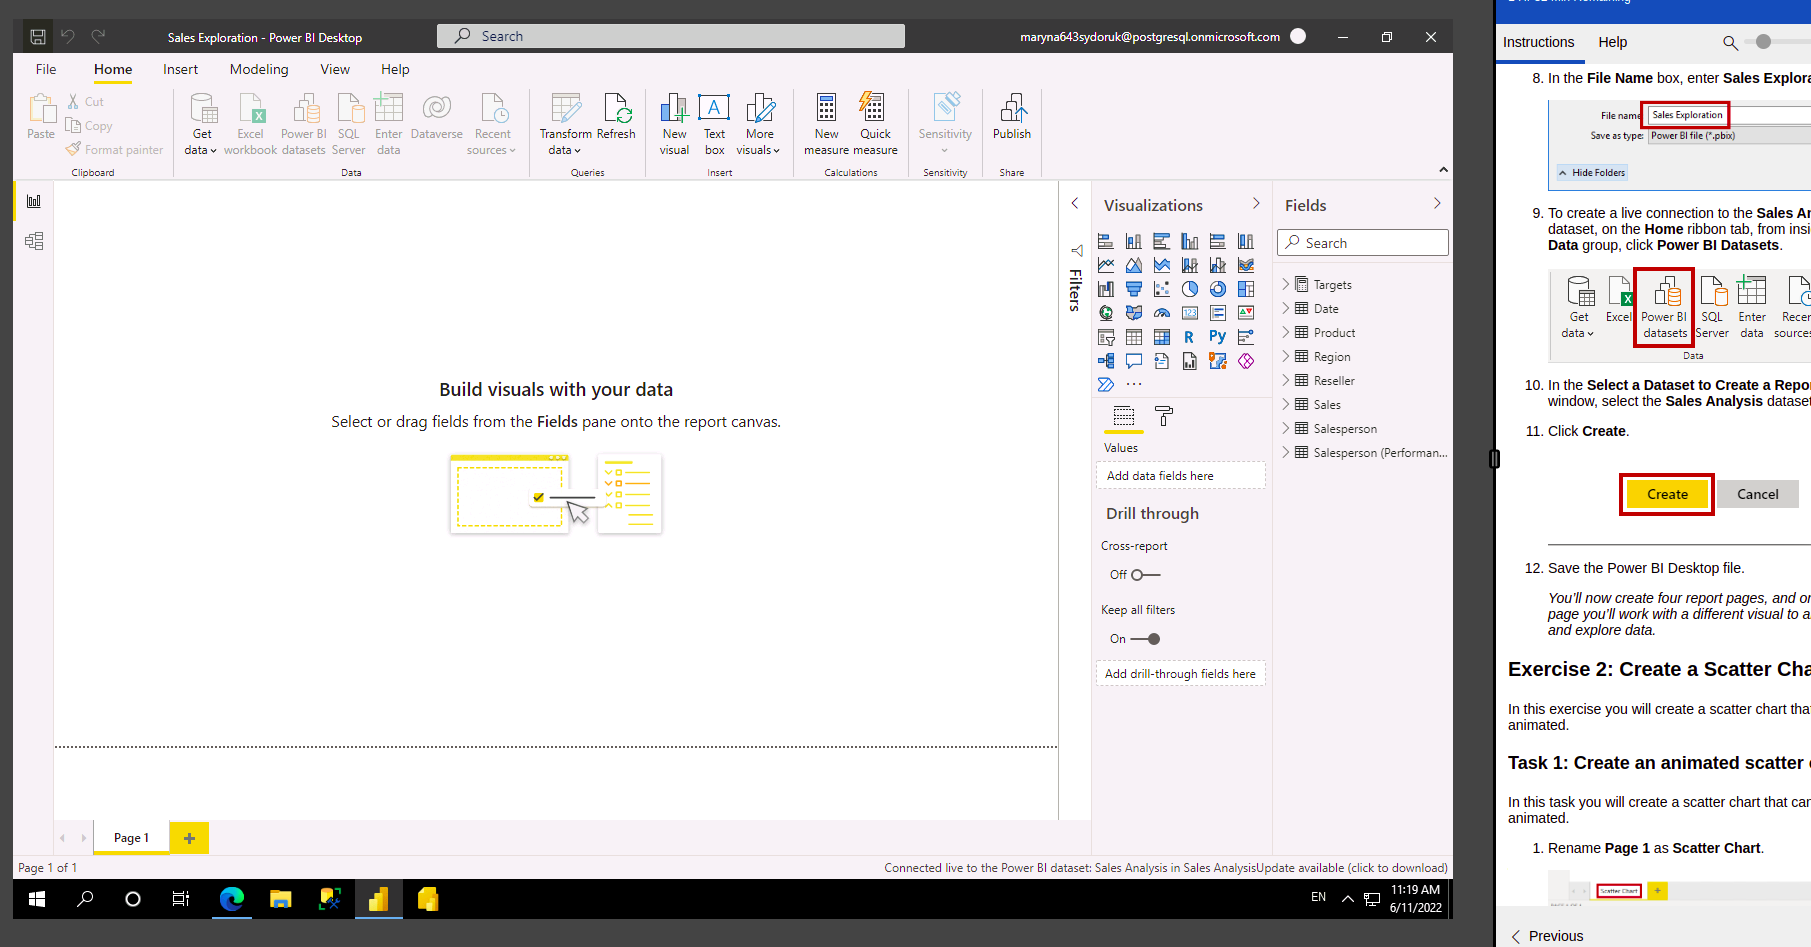 Sales Exploration - Power BI Desktop
Search
maryna643sydoruk@postgresql.onmicrosoft.com
File Home Insert Modeling View Help
Paste
Cut
Copy
Format painter
Clipboard
Get data
Excel workbook
Power BI datasets
SQL Server
Enter data
Dataverse
Recent sources
Data
Transform data
Refresh
Queries
New visual
Text box
More visuals
Insert
New measure
Quick measure
Calculations
Sensitivity
Sensitivity
Publish
Share
Build visuals with your data
Select or drag fields from the Fields pane onto the report canvas.
Filters
Visualizations
123
R
Py
Values
Add data fields here
Drill through
Cross-report
Off
Keep all filters
On
Add drill-through fields here
Fields
Search
Targets
Date
Product
Region
Reseller
Sales
Salesperson
Salesperson (Performan...
Page 1
Page 1 of 1
Connected live to the Power BI dataset: Sales Analysis in Sales Analysis
Update available (click to download)
EN
11:19 AM
6/11/2022
Instructions Help
8. In the File Name box, enter Sales Explora
File name
Sales Exploration
Save as type:
Power BI file (*.pbix)
Hide Folders
9. To create a live connection to the Sales An
dataset, on the Home ribbon tab, from insi
Data group, click Power BI Datasets.
Get data
Excel
Power BI datasets
SQL Server
Enter data
Recen
sources
Data
10. In the Select a Dataset to Create a Repor
window, select the Sales Analysis dataset
11. Click Create.
Create
Cancel
12. Save the Power BI Desktop file.
You'll now create four report pages, and on
page you'll work with a different visual to a
and explore data.
Exercise 2: Create a Scatter Cha
In this exercise you will create a scatter chart that
animated.
Task 1: Create an animated scatter c
In this task you will create a scatter chart that can
animated.
1. Rename Page 1 as Scatter Chart.
Scatter Chart
Previous